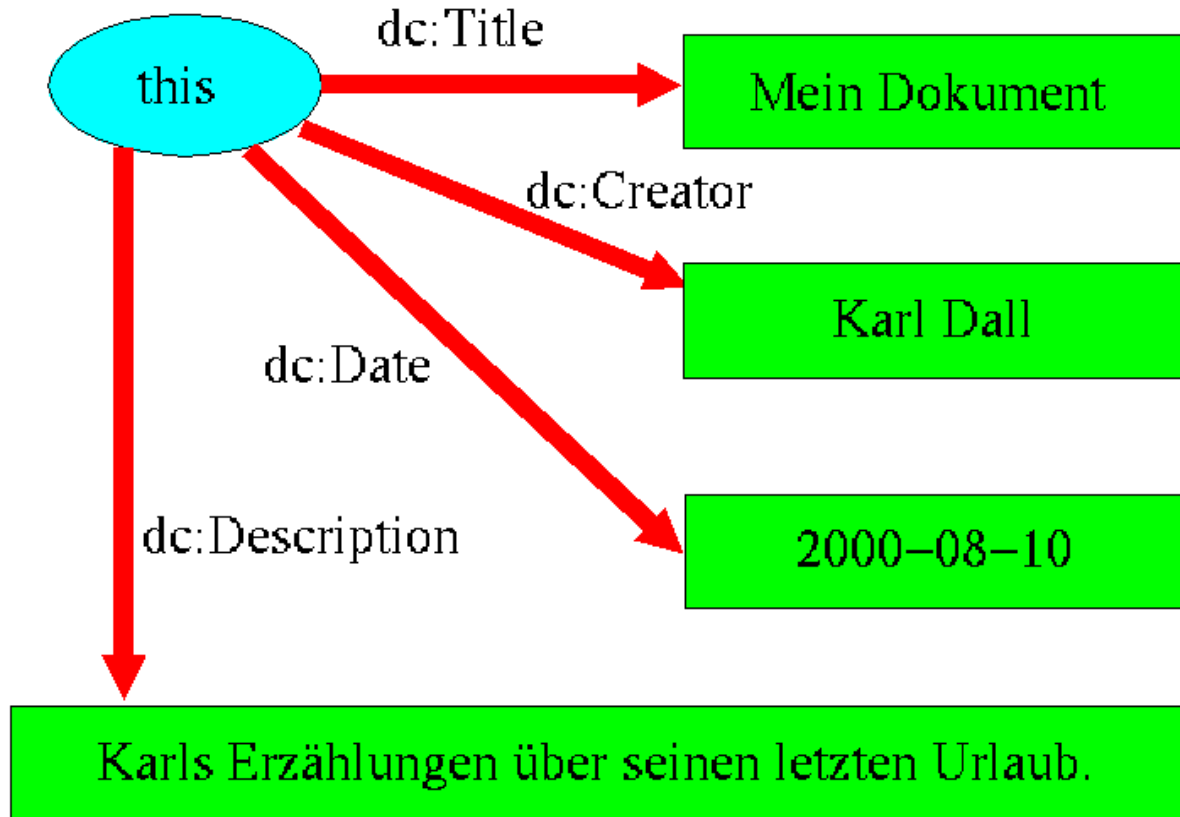 dc:Title
this
Mein Dokument
dc:Creator
Karl Dall
dc:Date
2000–08–10
dc:Description
Karls Erzählungen über seinen letzten Urlaub.